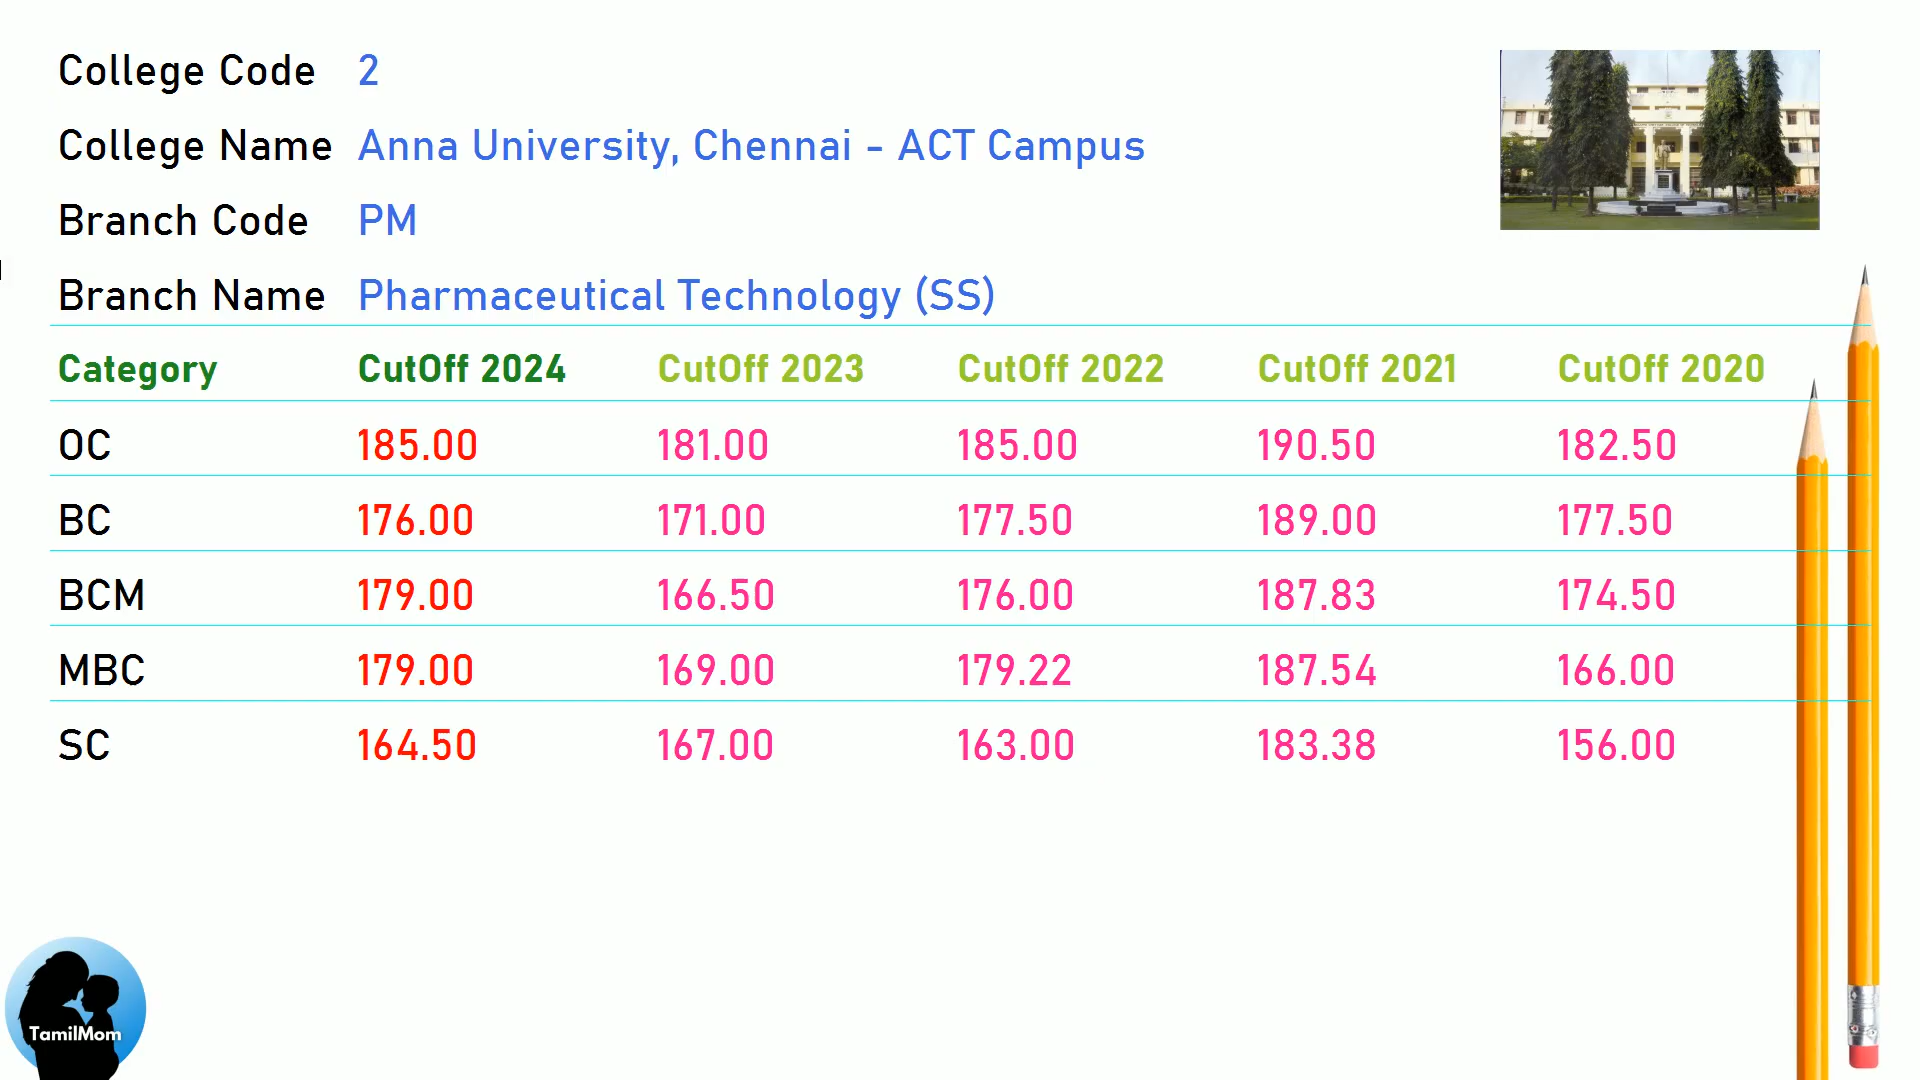 College Code 2
College Name Anna University, Chennai - ACT Campus
Branch Code PM
Branch Name Pharmaceutical Technology (SS)
Category CutOff 2024 CutOff 2023 CutOff 2022 CutOff 2021 CutOff 2020
OC 185.00 181.00 185.00 190.50 182.50
BC 176.00 171.00 177.50 189.00 177.50
BCM 179.00 166.50 176.00 187.83 174.50
MBC 179.00 169.00 179.22 187.54 166.00
SC 164.50 167.00 163.00 183.38 156.00
TamilMom